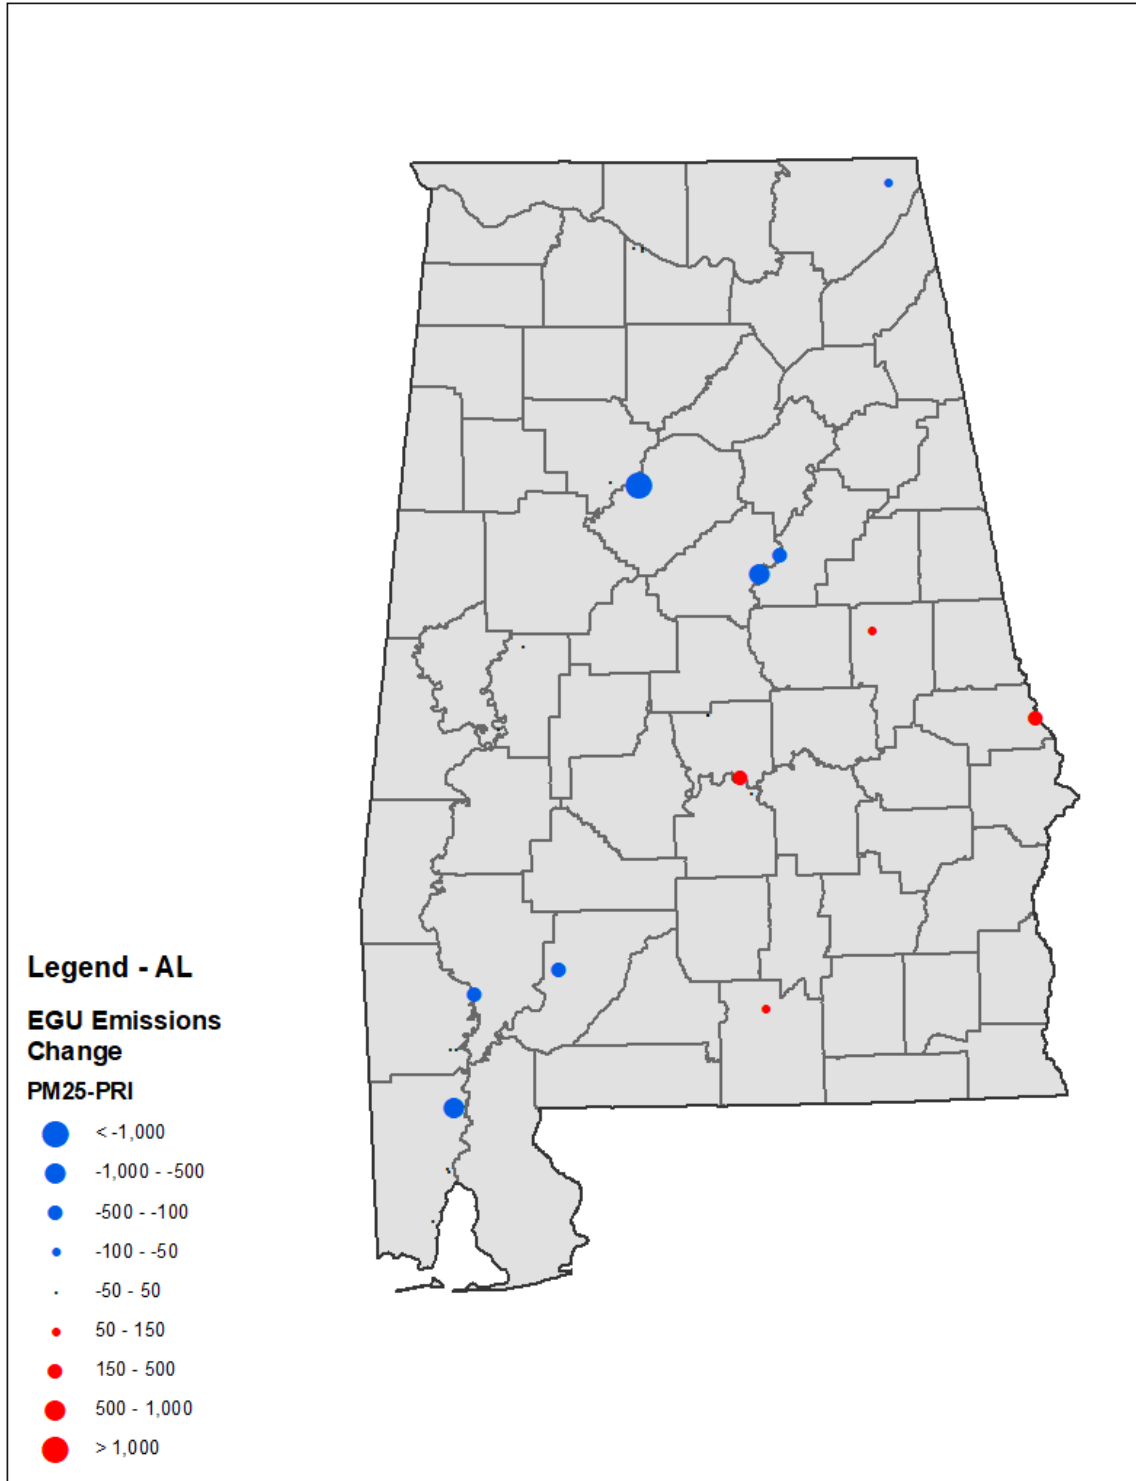 Legend - AL
EGU Emissions
Change
PM25-PRI
< -1,000
-1,000 - -500
-500 - -100
-100 - -50
-50 - 50
50 - 150
150 - 500
500 - 1,000
> 1,000